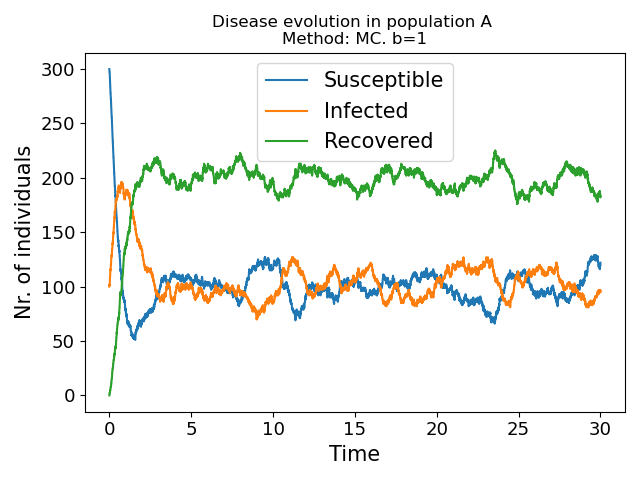 Disease evolution in population A
Method: MC. b=1
Nr. of individuals
300
250
200
150
100
50
0
Susceptible
Infected
Recovered
0 5 10 15 20 25 30
Time